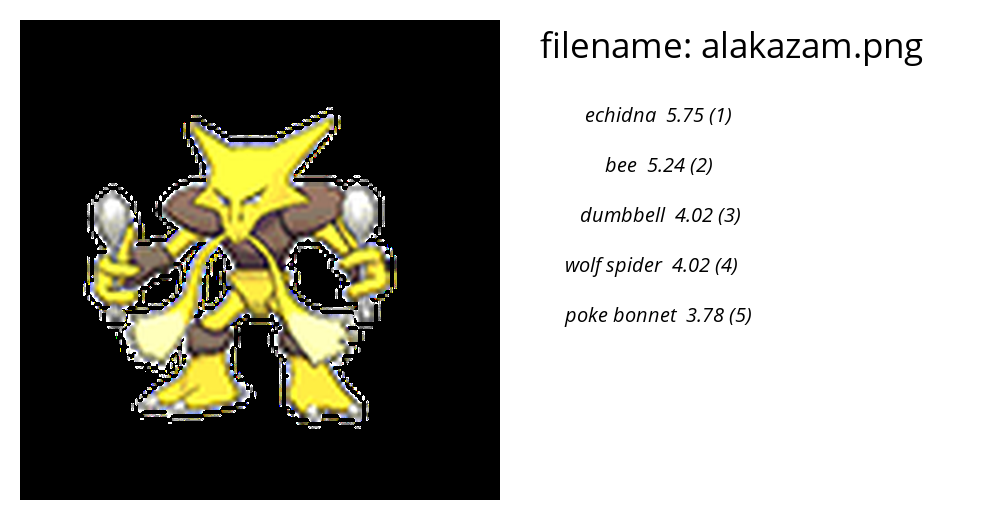 filename: alakazam.png
echidna 5.75 (1)
bee 5.24 (2)
dumbbell 4.02 (3)
wolf spider 4.02 (4)
poke bonnet 3.78 (5)